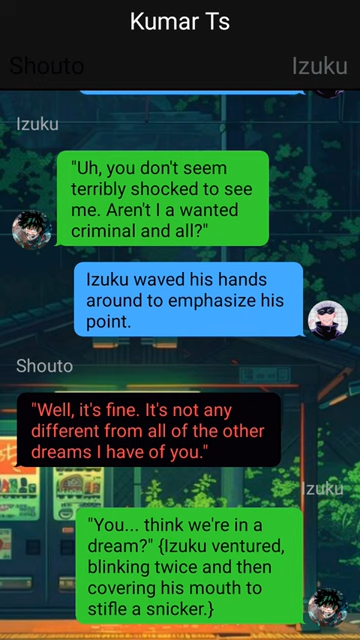 Kumar Ts
Shouto
Izuku
Izuku
"Uh, you don't seem
terribly shocked to see
me. Aren't I a wanted
criminal and all?"
Izuku waved his hands
around to emphasize his
point.
Shouto
"Well, it's fine. It's not any
different from all of the other
dreams I have of you."
Izuku
"You... think we're in a
dream?" {Izuku ventured,
blinking twice and then
covering his mouth to
stifle a snicker.}